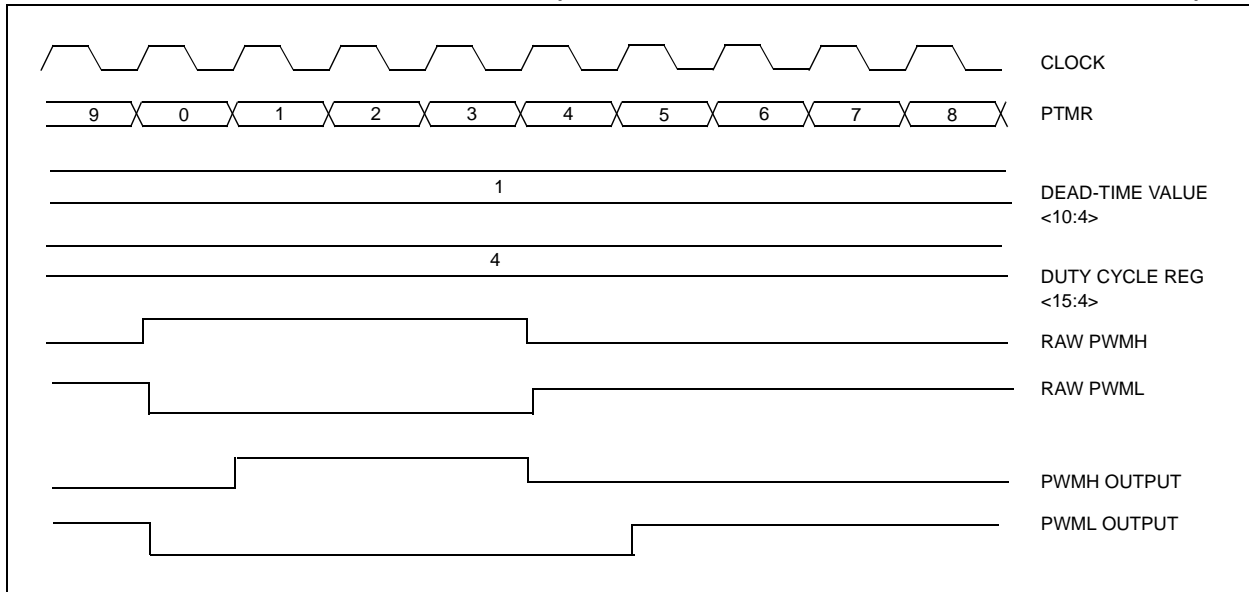 CLOCK
9 0 1 2 3 4 5 6 7 8 PTMR
1
DEAD-TIME VALUE
<10:4>
4
DUTY CYCLE REG
<15:4>
RAW PWMH
RAW PWML
PWMH OUTPUT
PWML OUTPUT